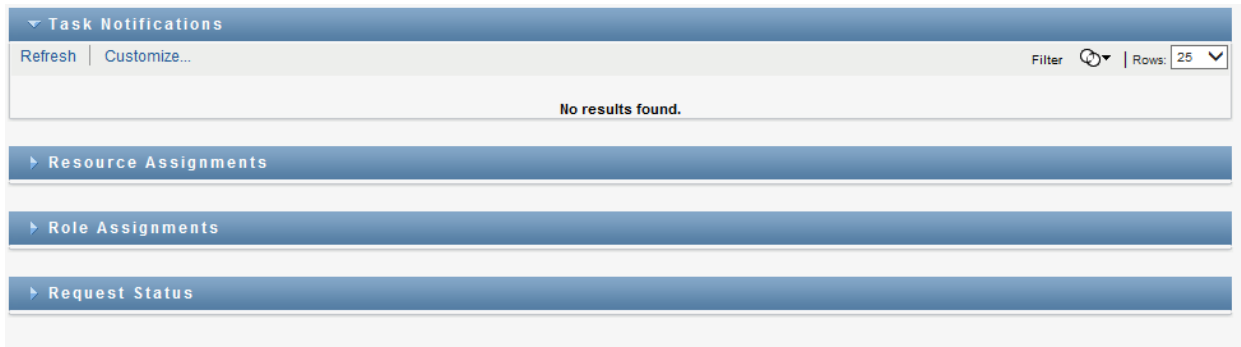 Task Notifications
Refresh | Customize... Filter | Rows: 25
No results found.
Resource Assignments
Role Assignments
Request Status